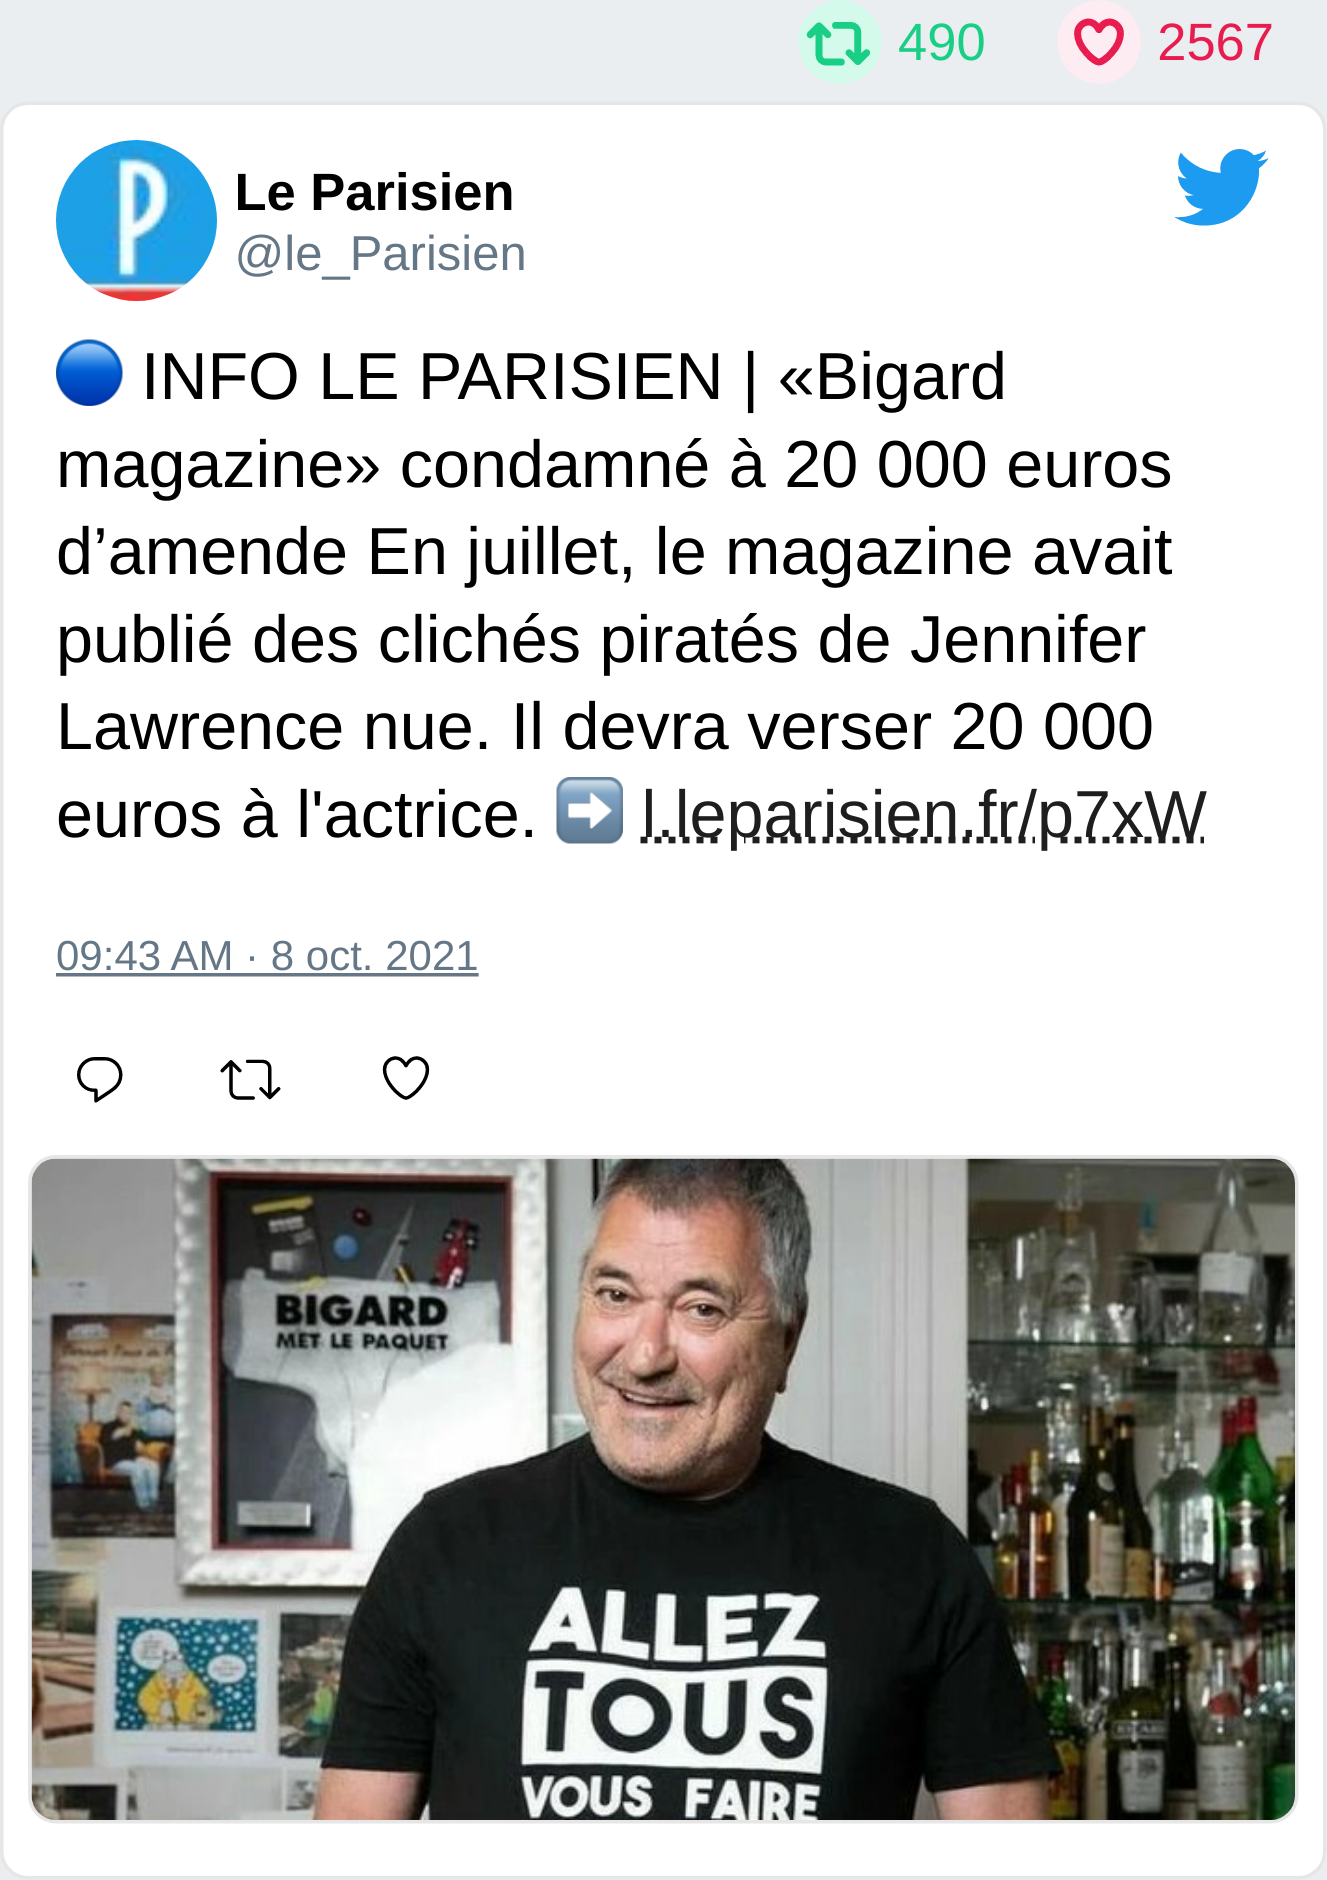 490 2567
Le Parisien
@le_Parisien
🔵 INFO LE PARISIEN | «Bigard
magazine» condamné à 20 000 euros
d’amende En juillet, le magazine avait
publié des clichés piratés de Jennifer
Lawrence nue. Il devra verser 20 000
euros à l'actrice. ➡️ l.leparisien.fr/p7xW
09:43 AM · 8 oct. 2021
BIGARD
MET LE PAQUET
ALLEZ
TOUS
VOUS FAIRE